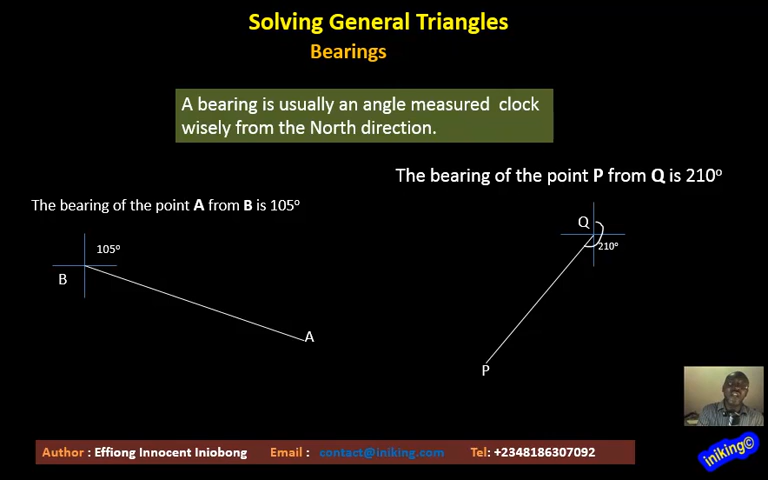 Solving General Triangles
Bearings
A bearing is usually an angle measured clock
wisely from the North direction.
The bearing of the point P from Q is 210º
The bearing of the point A from B is 105º
Q
210º
105º
B
A
P
Author : Effiong Innocent Iniobong Email : contact@iniking.com Tel: +2348186307092
iniking©